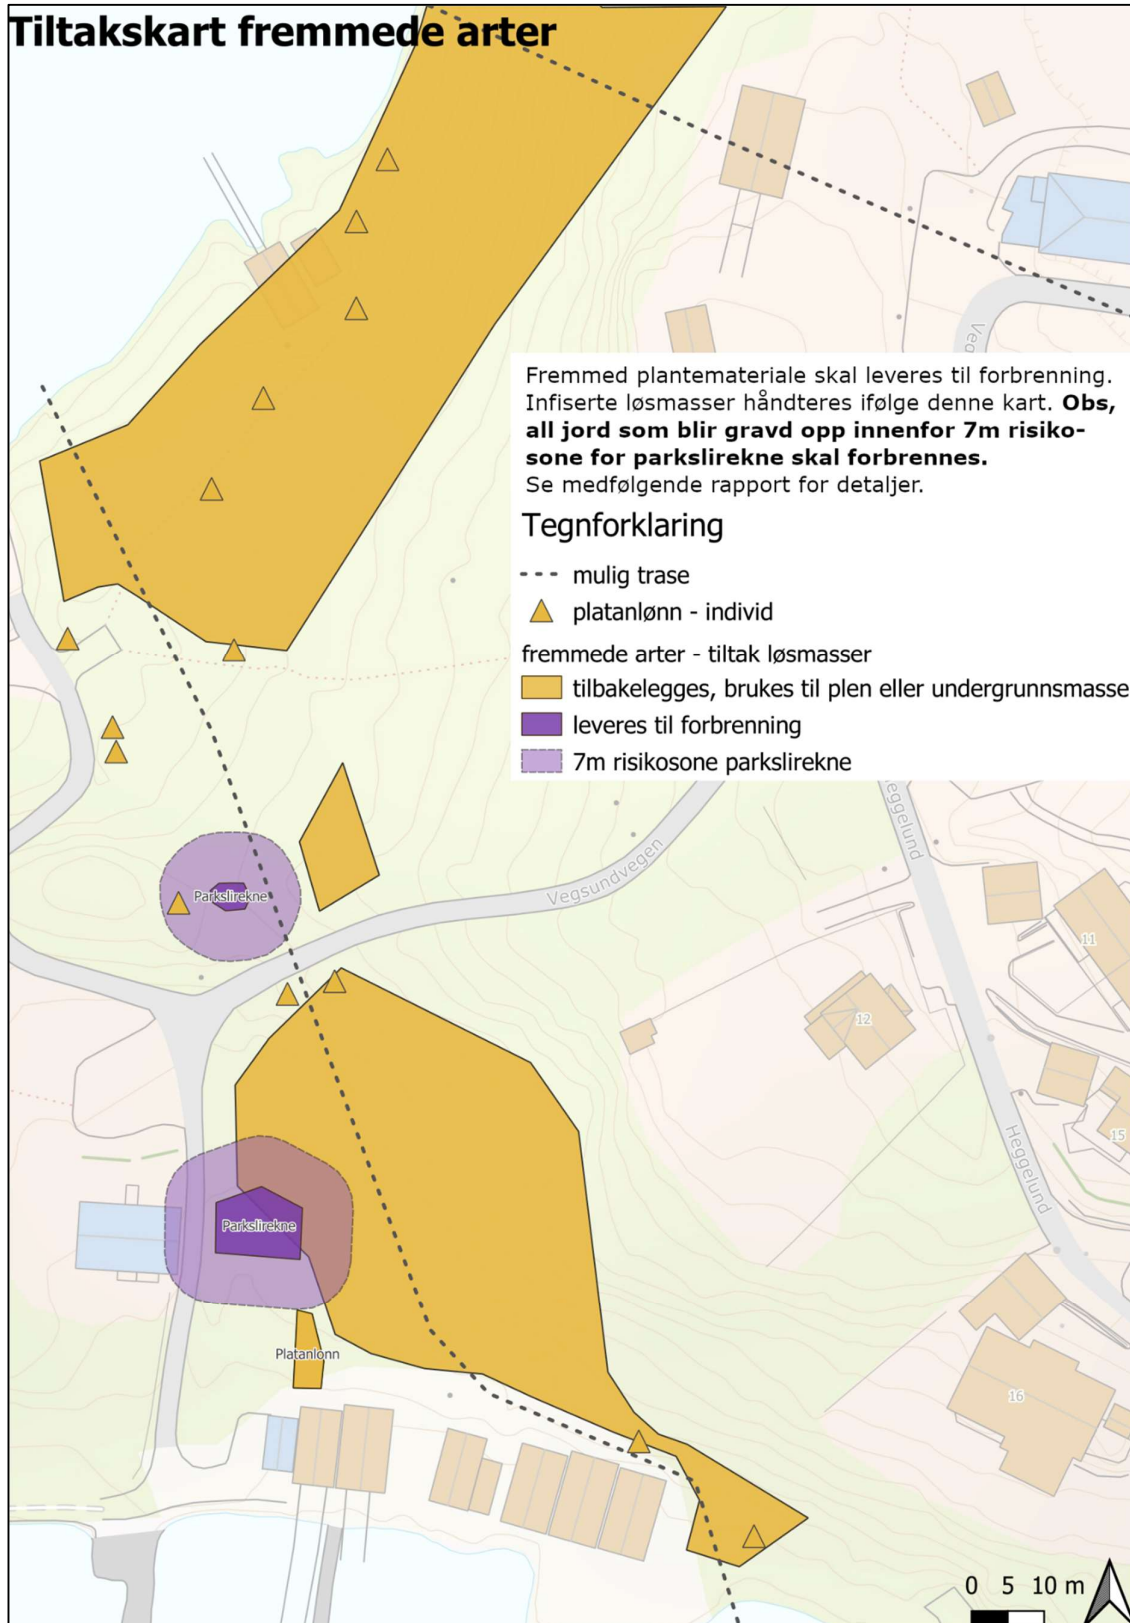 Tiltakskart fremmede arter
Fremmed plantemateriale skal leveres til forbrenning.
Infiserte løsmasser håndteres ifølge denne kart. Obs,
all jord som blir gravd opp innenfor 7m risiko-
sone for parkslirekne skal forbrennes.
Se medfølgende rapport for detaljer.
Tegnforklaring
mulig trase
platanlønn - individ
fremmede arter - tiltak løsmasser
tilbakelegges, brukes til plen eller undergrunnsmasse
leveres til forbrenning
7m risikosone parkslirekne
Parkslirekne
Vegsundvegen
eggelund
11
12
15
Heggelund
Parkslirekne
Platanlønn
16
0 5 10 m